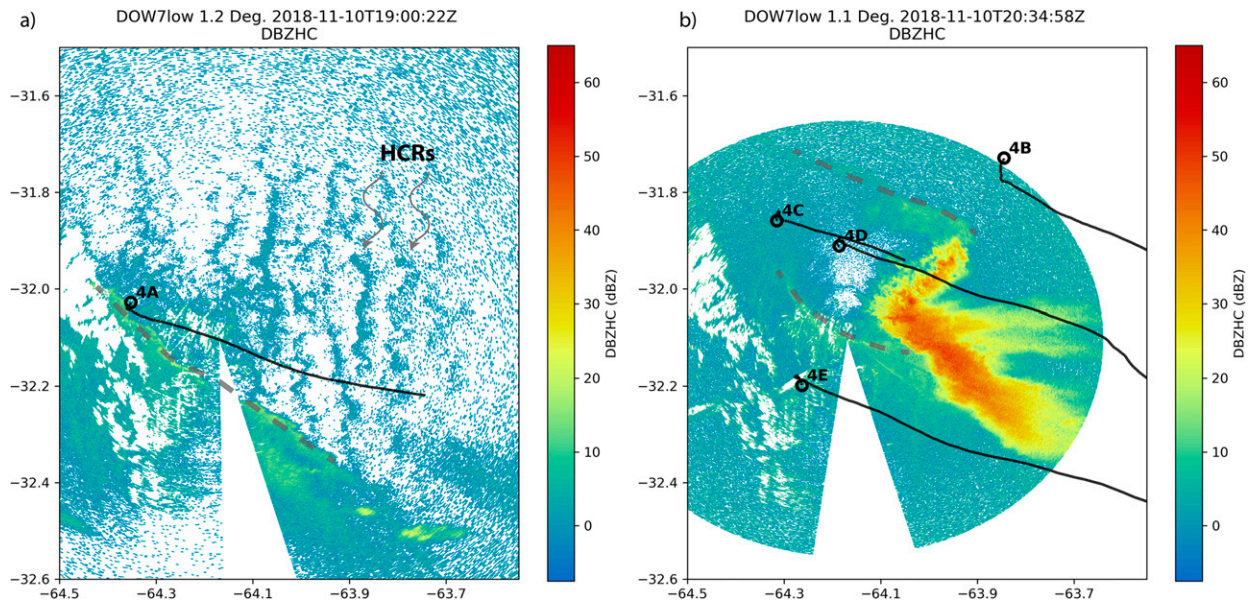 a)
DOW7low 1.2 Deg. 2018-11-10T19:00:22Z
DBZHC
−31.6
−31.8
−32.0
−32.2
−32.4
−32.6
−64.5
−64.3
−64.1
−63.9
−63.7
HCRs
4A
60
50
40
30
20
10
0
DBZHC (dBZ)
b)
DOW7low 1.1 Deg. 2018-11-10T20:34:58Z
DBZHC
−31.6
−31.8
−32.0
−32.2
−32.4
−32.6
−64.5
−64.3
−64.1
−63.9
−63.7
4B
4C
4D
4E
60
50
40
30
20
10
0
DBZHC (dBZ)